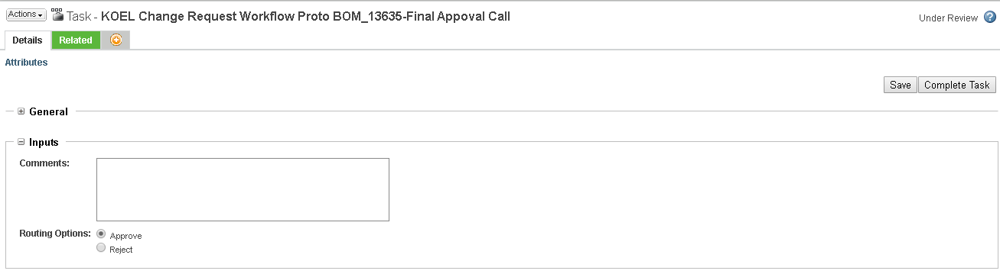 Actions
Task - KOEL Change Request Workflow Proto BOM_13635-Final Appoval Call
Under Review
Details
Related
Attributes
Save
Complete Task
General
Inputs
Comments:
Routing Options:
Approve
Reject